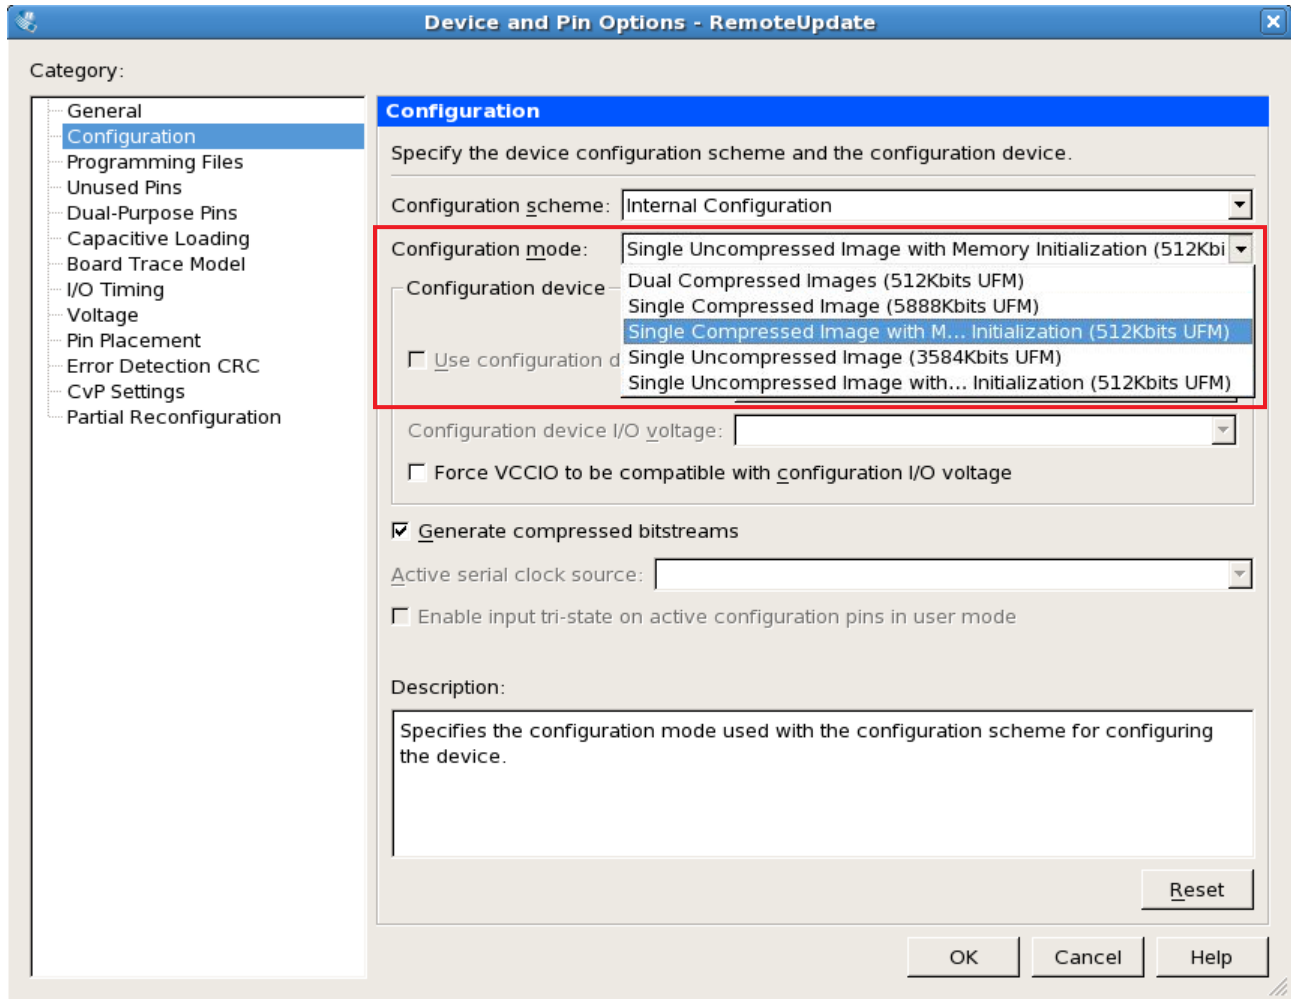 Device and Pin Options - RemoteUpdate
Category:
General
Configuration
Programming Files
Unused Pins
Dual-Purpose Pins
Capacitive Loading
Board Trace Model
I/O Timing
Voltage
Pin Placement
Error Detection CRC
CvP Settings
Partial Reconfiguration
Configuration
Specify the device configuration scheme and the configuration device.
Configuration scheme: Internal Configuration
Configuration mode: Single Uncompressed Image with Memory Initialization (512Kbi
Dual Compressed Images (512Kbits UFM)
Configuration device
Single Compressed Image (5888Kbits UFM)
Single Compressed Image with M... Initialization (512Kbits UFM)
Use configuration d
Single Uncompressed Image (3584Kbits UFM)
Single Uncompressed Image with... Initialization (512Kbits UFM)
Configuration device I/O voltage:
Force VCCIO to be compatible with configuration I/O voltage
Generate compressed bitstreams
Active serial clock source:
Enable input tri-state on active configuration pins in user mode
Description:
Specifies the configuration mode used with the configuration scheme for configuring
the device.
Reset
OK Cancel Help